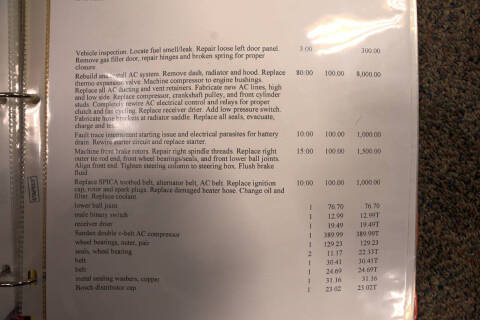 Vehicle inspection. Locate fuel smell/leak. Repair loose left door panel. 3:00 300.00
Remove gas filler door, repair hinges and broken spring for proper
closure
Rebuild and install AC system. Remove dash, radiator and hood. Replace 80:00 100.00 8,000.00
thermo expansion valve. Machine compressor to engine bushings.
Replace all AC ducting and vent retainers. Fabricate new AC lines, high
and low side. Replace compressor, crankshaft pulley, and front cylinder
studs. Completely rewire AC electrical control and relays for proper
clutch and fan cycling. Replace receiver drier. Add low pressure switch.
Fabricate hose brackets at radiator saddle. Replace all seals, evacuate,
charge and test.
Fault trace intermittent starting issue and electrical parasites for battery 10:00 100.00 1,000.00
drain. Rewire starter circuit and replace starter.
Machine front brake rotors. Repair right spindle threads. Replace right 15:00 100.00 1,500.00
outer tie rod end, front wheel bearings/seals, and front lower ball joints.
Align front end. Tighten steering column to steering box. Flush brake
fluid
Replace SPICA toothed belt, alternator belt, AC belt. Replace ignition 10:00 100.00 1,000.00
cap, rotor and spark plugs. Replace damaged heater hose. Change oil and
filter. Replace coolant.
lower ball joint 1 76.70 76.70
male binary switch 1 12.99 12.99T
receiver drier 1 19.49 19.49T
Sanden double v-belt AC compressor 1 389.99 389.99T
wheel bearings, outer, pair 1 129.23 129.23
seals, wheel bearing 2 11.17 22.33T
belt 1 30.41 30.41T
belt 1 24.69 24.69T
metal sealing washers, copper 1 31.16 31.16
Bosch distributor cap 1 23.02 23.02T